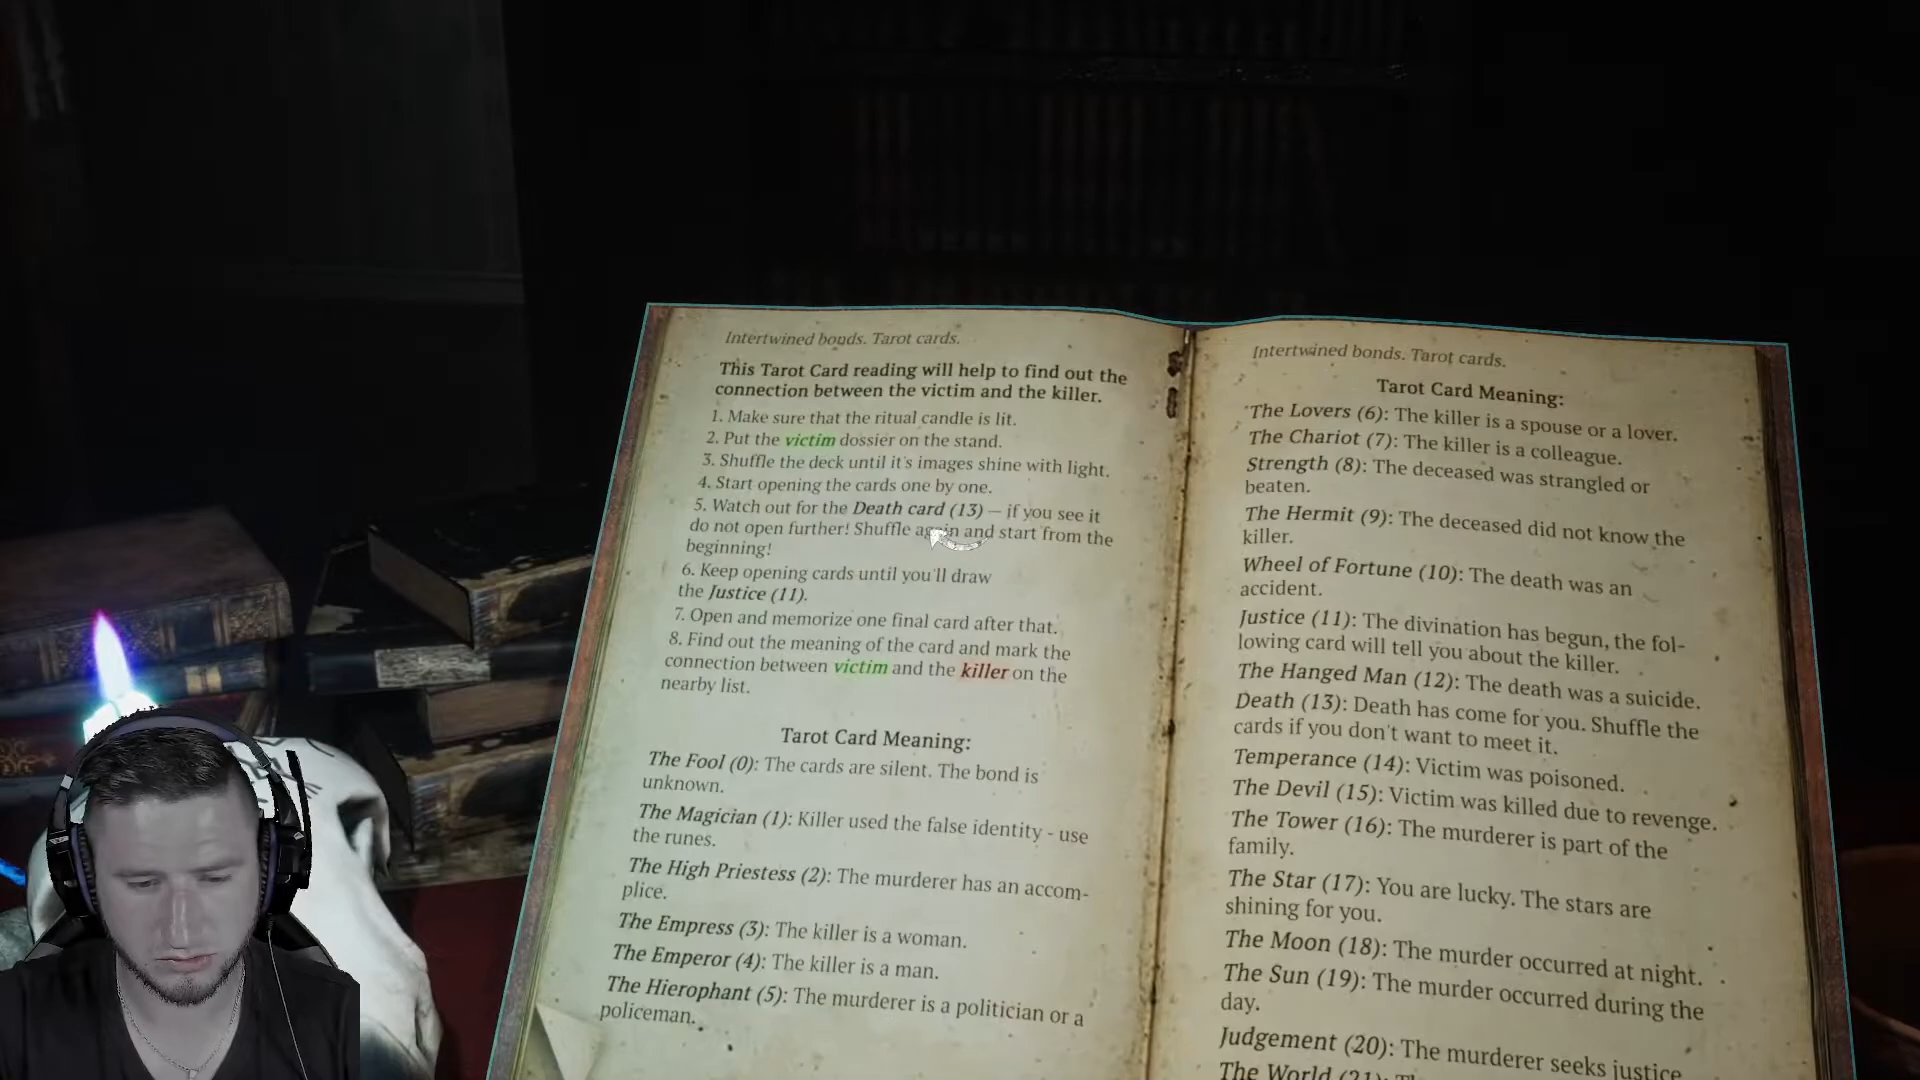 Intertwined bonds. Tarot cards.
This Tarot Card reading will help to find out the
connection between the victim and the killer.
1. Make sure that the ritual candle is lit.
2. Put the victim dossier on the stand.
3. Shuffle the deck until it's images shine with light.
4. Start opening the cards one by one.
5. Watch out for the Death card (13) — if you see it
do not open further! Shuffle again and start from the
beginning!
6. Keep opening cards until you'll draw
the Justice (11).
7. Open and memorize one final card after that.
8. Find out the meaning of the card and mark the
connection between victim and the killer on the
nearby list.
Tarot Card Meaning:
The Fool (0): The cards are silent. The bond is
unknown.
The Magician (1): Killer used the false identity - use
the runes.
The High Priestess (2): The murderer has an accom-
plice.
The Empress (3): The killer is a woman.
The Emperor (4): The killer is a man.
The Hierophant (5): The murderer is a politician or a
policeman.
Intertwined bonds. Tarot cards.
Tarot Card Meaning:
The Lovers (6): The killer is a spouse or a lover.
The Chariot (7): The killer is a colleague.
Strength (8): The deceased was strangled or
beaten.
The Hermit (9): The deceased did not know the
killer.
Wheel of Fortune (10): The death was an
accident.
Justice (11): The divination has begun, the fol-
lowing card will tell you about the killer.
The Hanged Man (12): The death was a suicide.
Death (13): Death has come for you. Shuffle the
cards if you don't want to meet it.
Temperance (14): Victim was poisoned.
The Devil (15): Victim was killed due to revenge.
The Tower (16): The murderer is part of the
family.
The Star (17): You are lucky. The stars are
shining for you.
The Moon (18): The murder occurred at night.
The Sun (19): The murder occurred during the
day.
Judgement (20): The murderer seeks justice
The World (21):